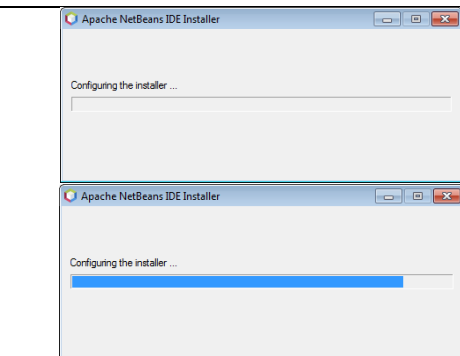 Apache NetBeans IDE Installer
Configuring the installer ...
Apache NetBeans IDE Installer
Configuring the installer ...